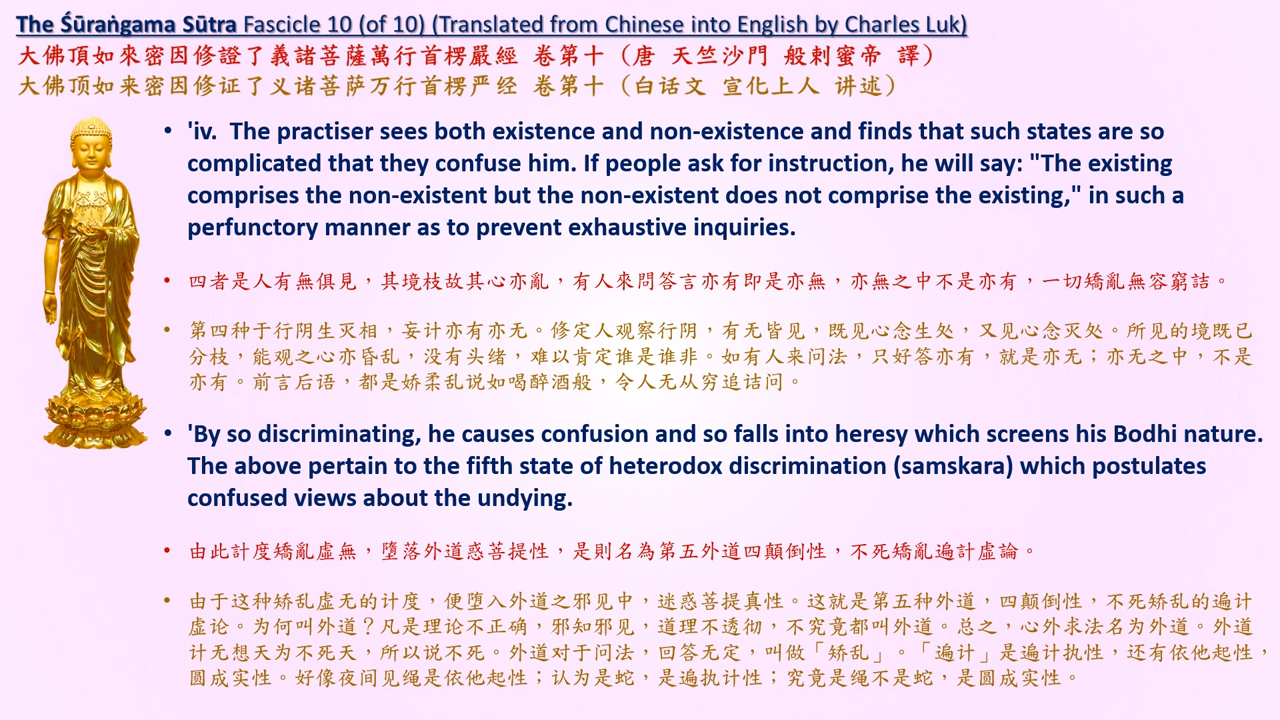 The Śūraṅgama Sūtra Fascicle 10 (of 10) (Translated from Chinese into English by Charles Luk)
大佛頂如來密因修證了義諸菩薩萬行首楞嚴經 卷第十 (唐 天竺沙門 般剌蜜帝 譯)
大佛顶如来密因修证了义诸菩萨万行首楞严经 卷第十 (白话文 宣化上人 讲述)
• 'iv. The practiser sees both existence and non-existence and finds that such states are so
complicated that they confuse him. If people ask for instruction, he will say: "The existing
comprises the non-existent but the non-existent does not comprise the existing," in such a
perfunctory manner as to prevent exhaustive inquiries.
• 四者是人有無俱見，其境枝故其心亦亂，有人來問答言亦有即是亦無，亦無之中不是亦有，一切矯亂無容窮詰。
• 第四种于行阴生灭相，妄计亦有亦无。修定人观察行阴，有无皆见，既见心念生处，又见心念灭处。所见的境既已
分枝，能观之心亦昏乱，没有头绪，难以肯定谁是谁非。如有人来问法，只好答亦有，就是亦无；亦无之中，不是
亦有。前言后语，都是娇柔乱说如喝醉酒般，令人无从穷追诘问。
• 'By so discriminating, he causes confusion and so falls into heresy which screens his Bodhi nature.
The above pertain to the fifth state of heterodox discrimination (samskara) which postulates
confused views about the undying.
• 由此計度矯亂虛無，墮落外道惑菩提性，是則名為第五外道四顛倒性，不死矯亂遍計虛論。
• 由于这种矫乱虚无的计度，便堕入外道之邪见中，迷惑菩提真性。这就是第五种外道，四颠倒性，不死矫乱的遍计
虚论。为何叫外道？凡是理论不正确，邪知邪见，道理不透彻，不究竟都叫外道。总之，心外求法名为外道。外道
计无想天为不死天，所以说不死。外道对于问法，回答无定，叫做「矫乱」。「遍计」是遍计执性，还有依他起性，
圆成实性。好像夜间见绳是依他起性；认为是蛇，是遍执计性；究竟是绳不是蛇，是圆成实性。